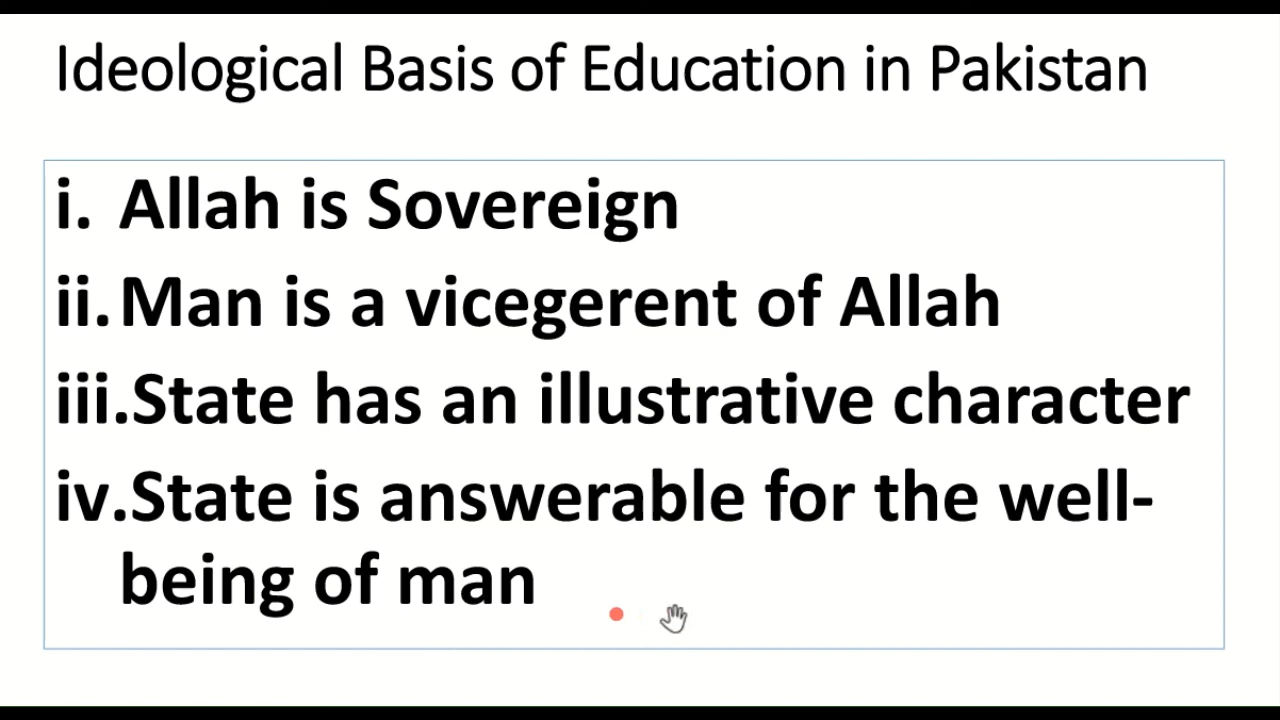 Ideological Basis of Education in Pakistan
i. Allah is Sovereign
ii. Man is a vicegerent of Allah
iii.State has an illustrative character
iv.State is answerable for the well-
being of man